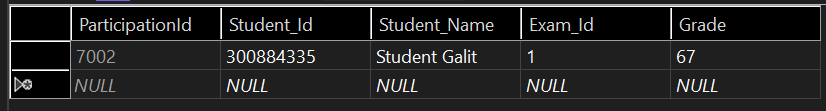 ParticipationId Student_Id Student_Name Exam_Id Grade
7002 300884335 Student Galit 1 67
NULL NULL NULL NULL NULL